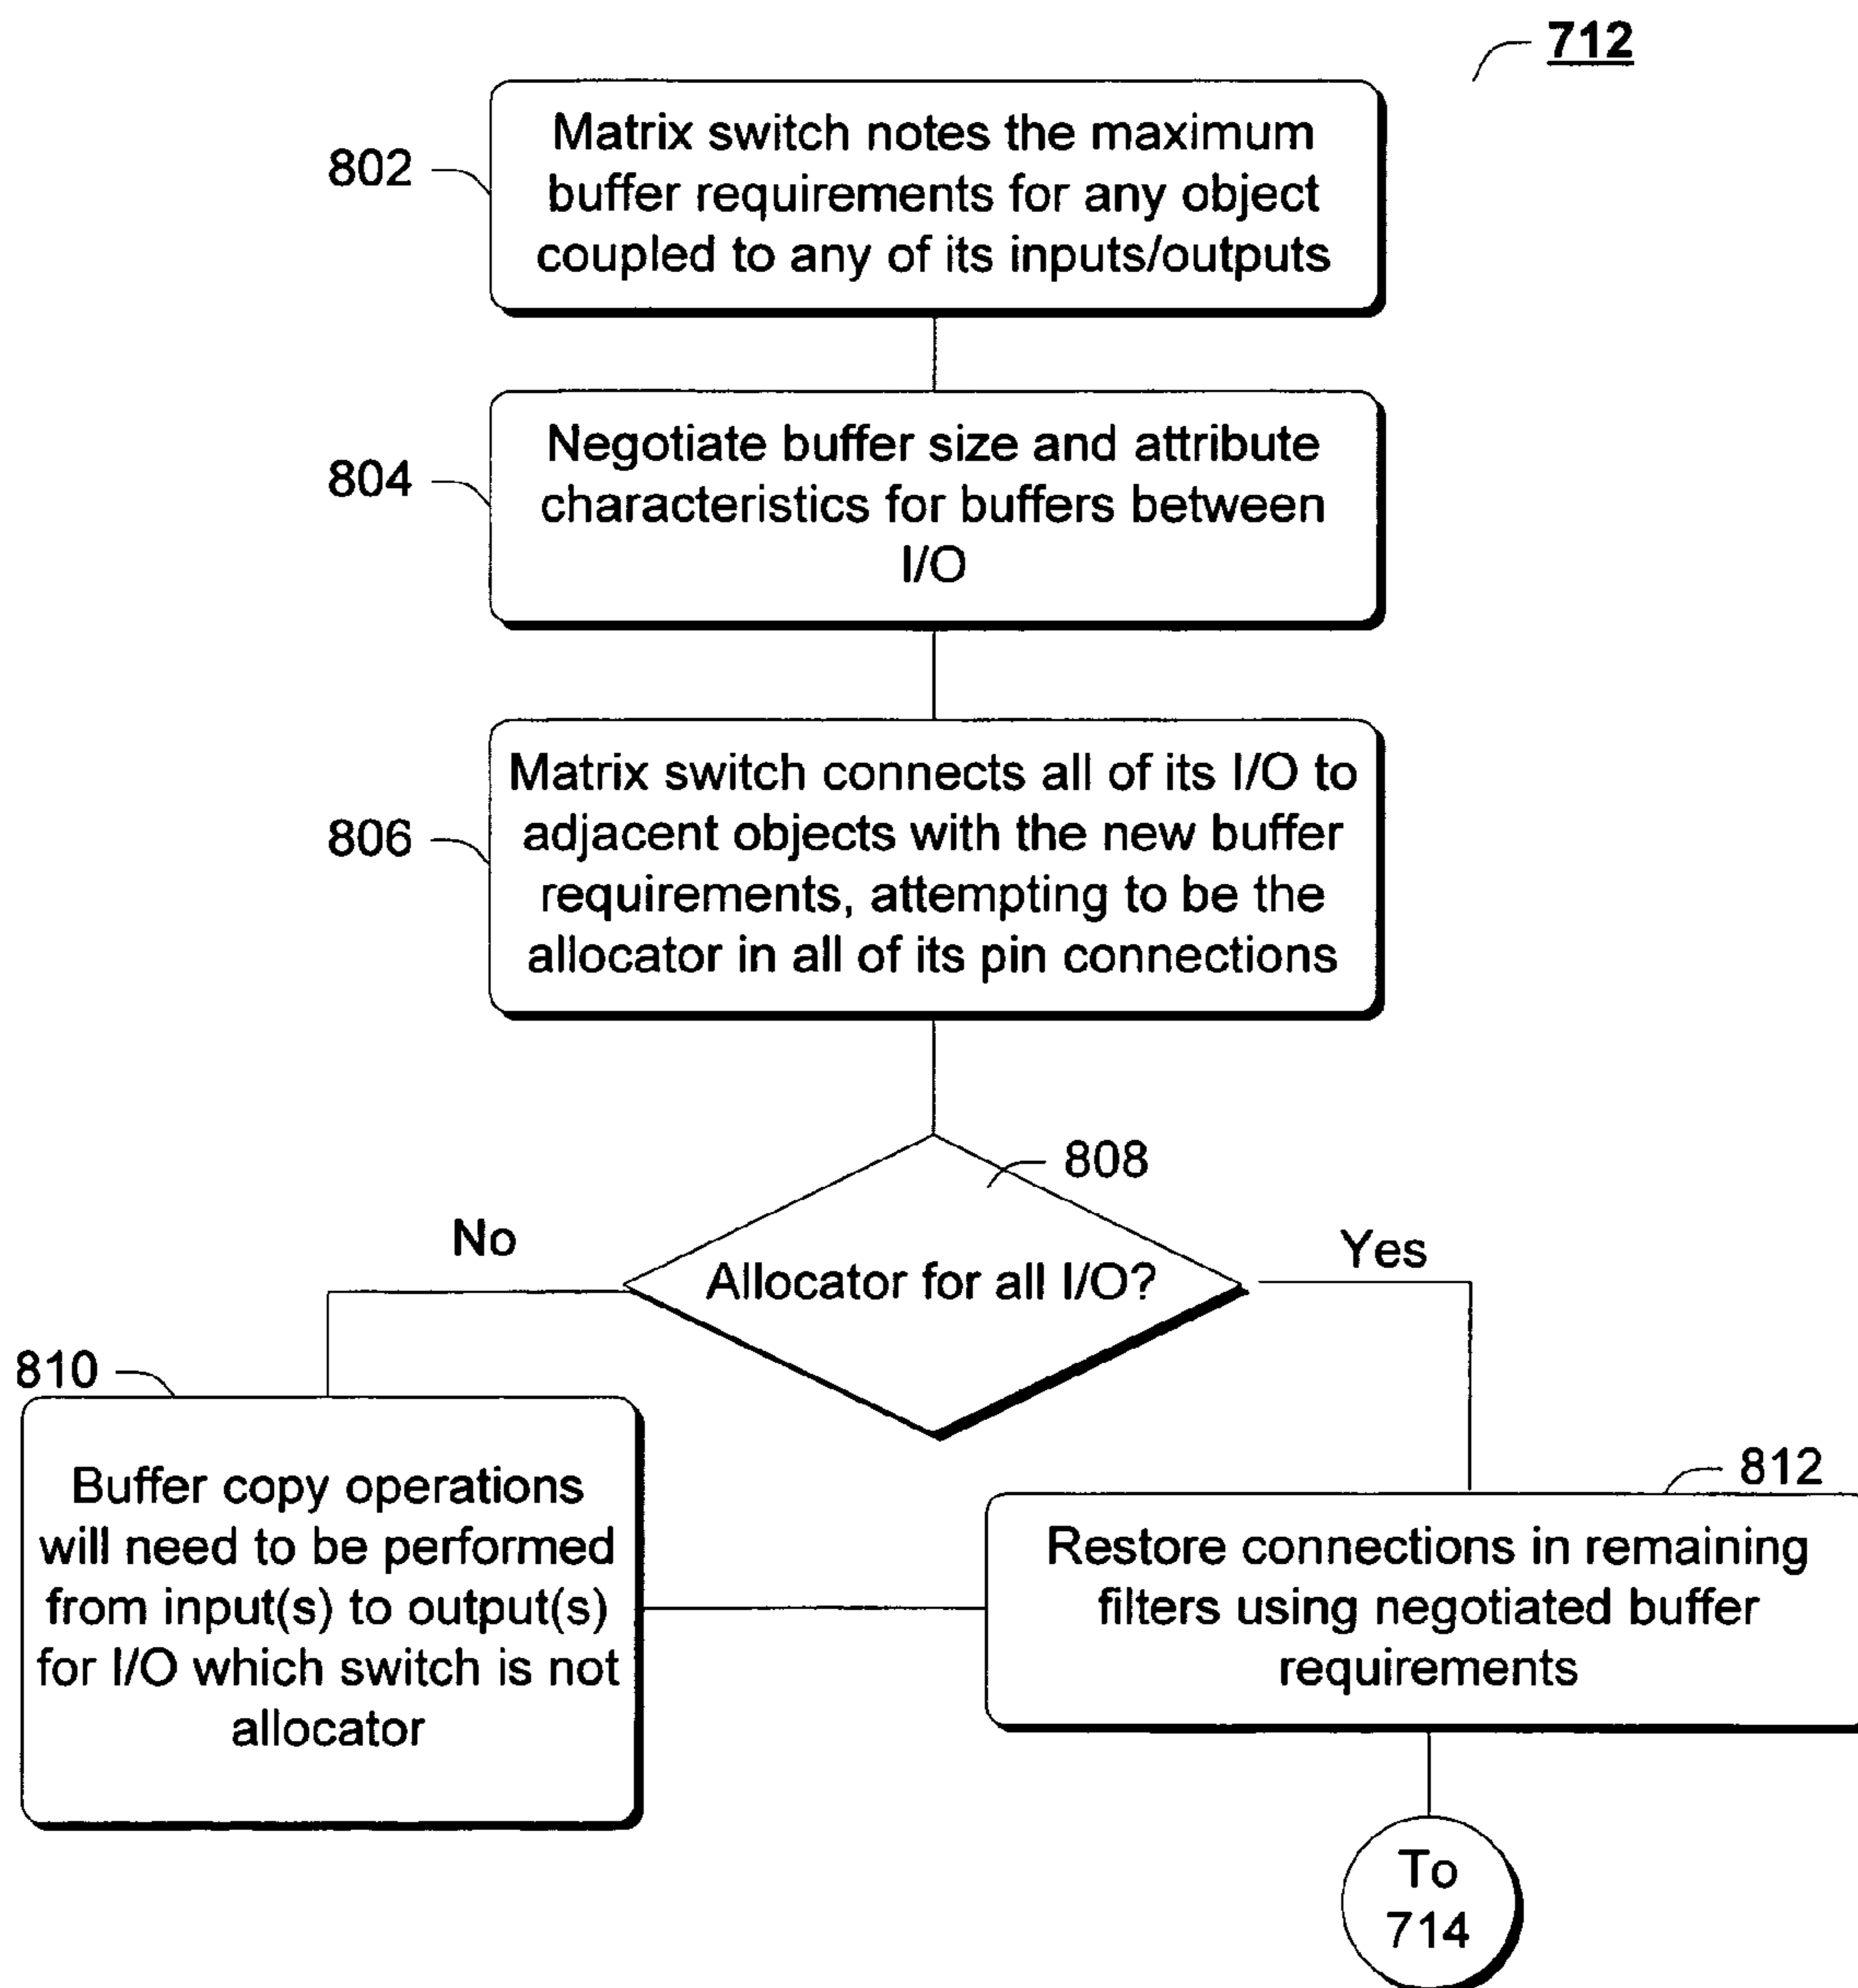 712
802
Matrix switch notes the maximum
buffer requirements for any object
coupled to any of its inputs/outputs
804
Negotiate buffer size and attribute
characteristics for buffers between
I/O
806
Matrix switch connects all of its I/O to
adjacent objects with the new buffer
requirements, attempting to be the
allocator in all of its pin connections
808
Allocator for all I/O?
No
Yes
810
Buffer copy operations
will need to be performed
from input(s) to output(s)
for I/O which switch is not
allocator
812
Restore connections in remaining
filters using negotiated buffer
requirements
To
714